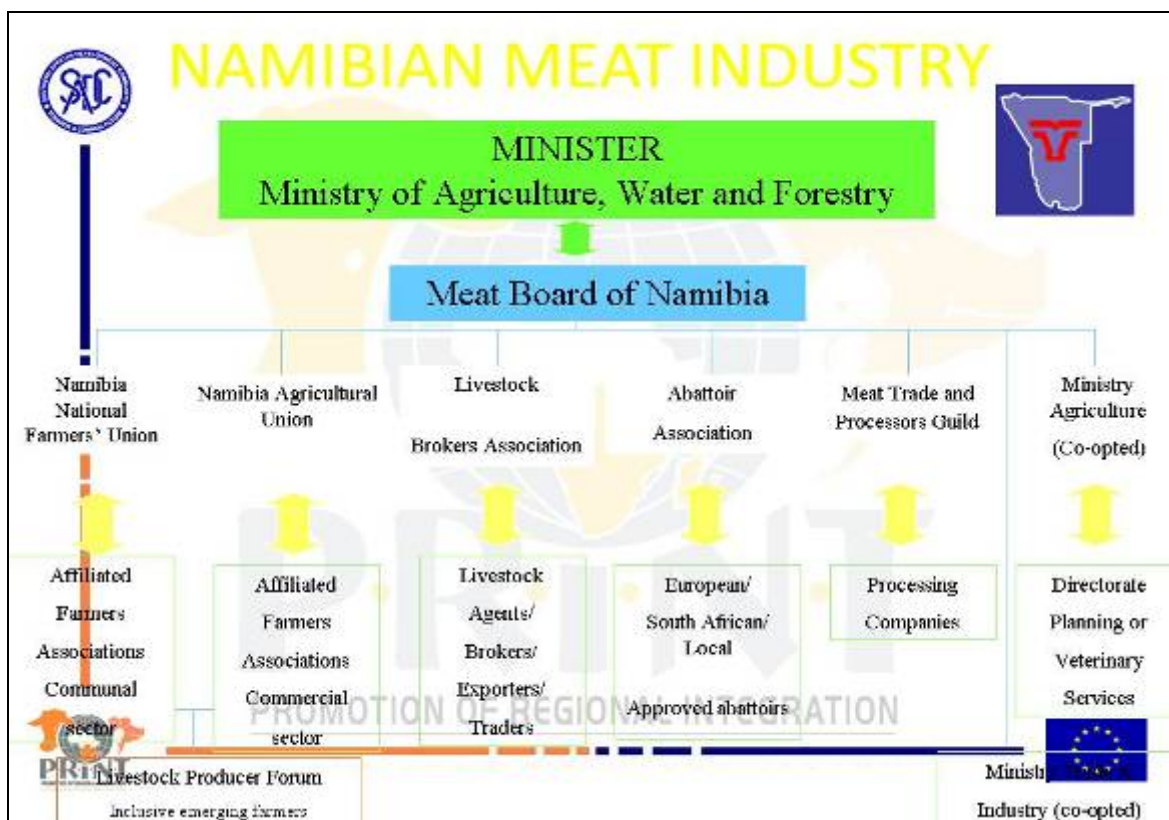 NAMIBIAN MEAT INDUSTRY
SADC
MINISTER
Ministry of Agriculture, Water and Forestry
Meat Board of Namibia
Namibia
National
Farmers' Union
Namibia Agricultural
Union
Livestock
Brokers Association
Abattoir
Association
Meat Trade and
Processors Guild
Ministry
Agriculture
(Co-opted)
Affiliated
Farmers
Associations
Communal
sector
Affiliated
Farmers
Associations
Commercial
sector
Livestock
Agents/
Brokers/
Exporters/
Traders
European/
South African/
Local
Approved abattoirs
Processing
Companies
Directorate
Planning or
Veterinary
Services
PRINT
PROMOTION OF REGIONAL INTEGRATION
PRINT
Livestock Producer Forum
Inclusive emerging farmers
Ministry
Industry (co-opted)